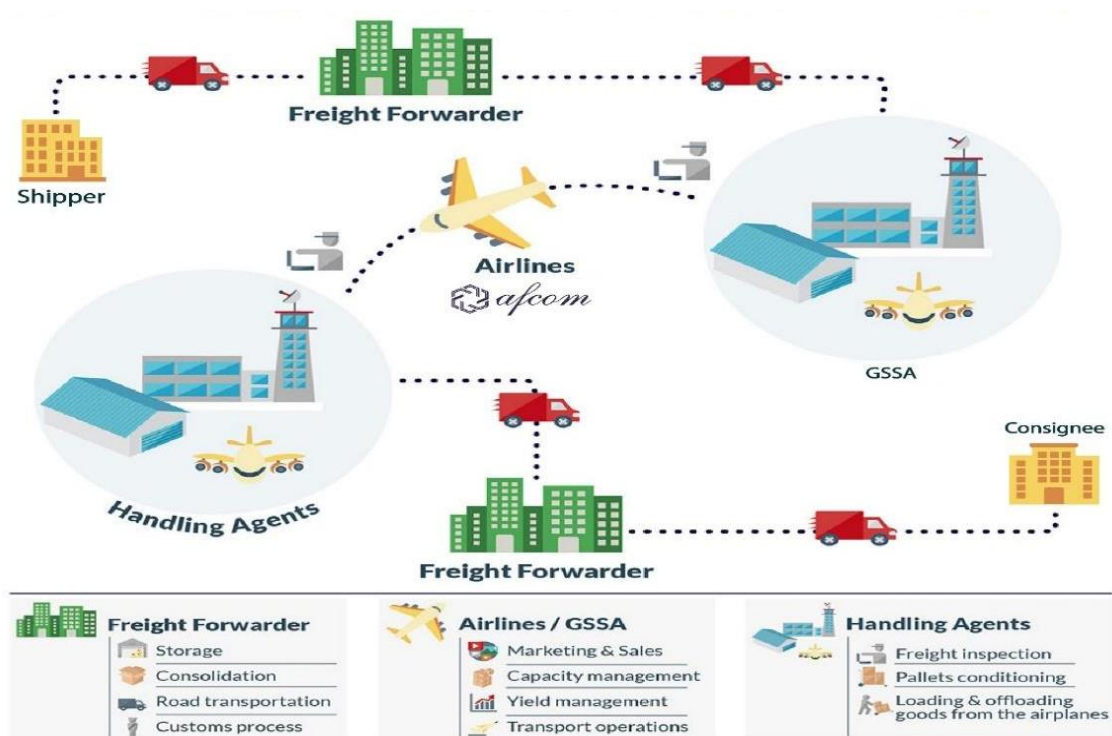 Freight Forwarder
Shipper
Airlines
afcom
GSSA
Handling Agents
Consignee
Freight Forwarder
Freight Forwarder
Storage
Consolidation
Road transportation
Customs process
Airlines / GSSA
Marketing & Sales
Capacity management
Yield management
Transport operations
Handling Agents
Freight inspection
Pallets conditioning
Loading & offloading
goods from the airplanes